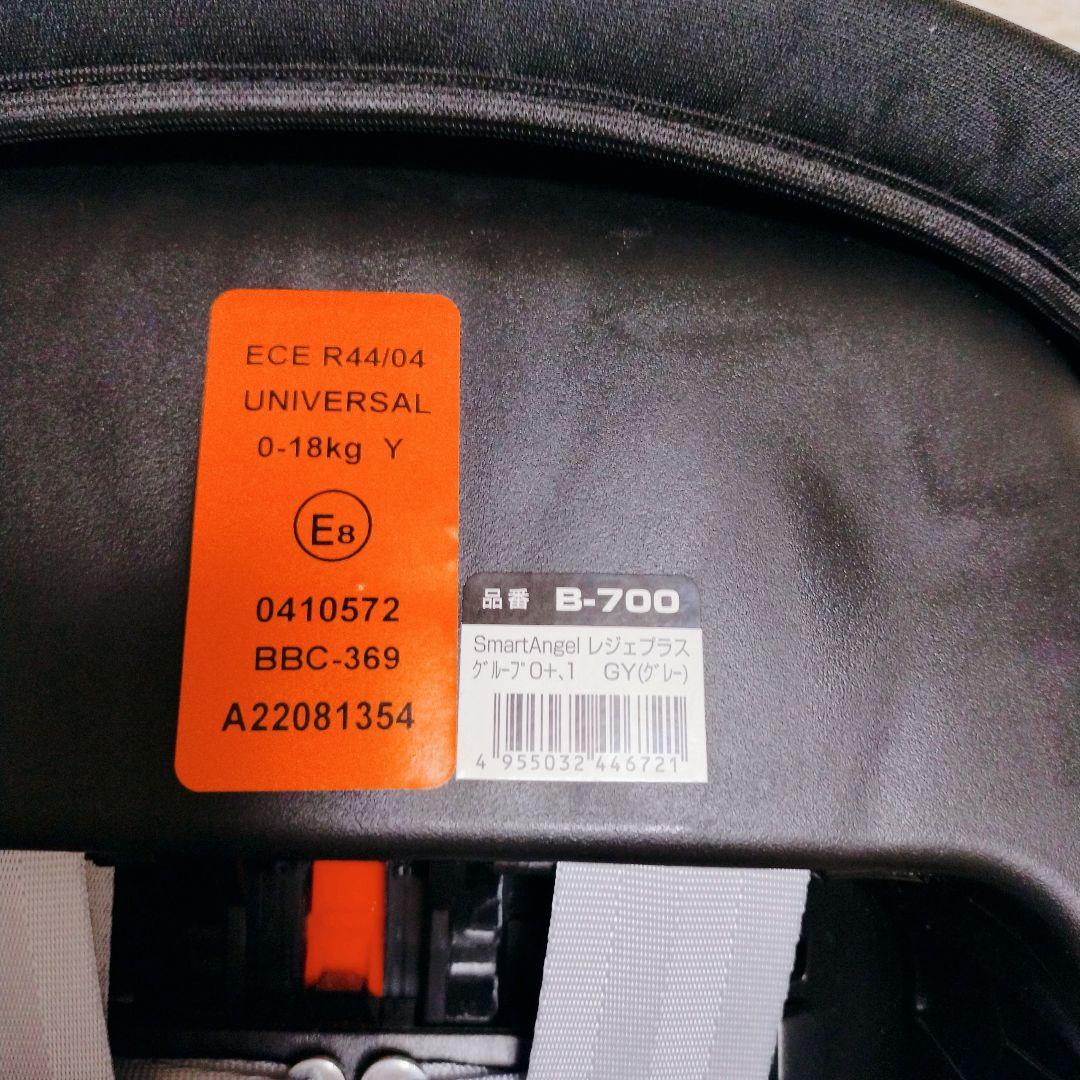 ECE R44/04
UNIVERSAL
0-18kg Y
E8
0410572
BBC-369
A22081354
品番 B-700
SmartAngel レジェプラス
ｸﾞﾙｰﾌﾟ0+､1 GY(ｸﾞﾚｰ)
4 955032 446721